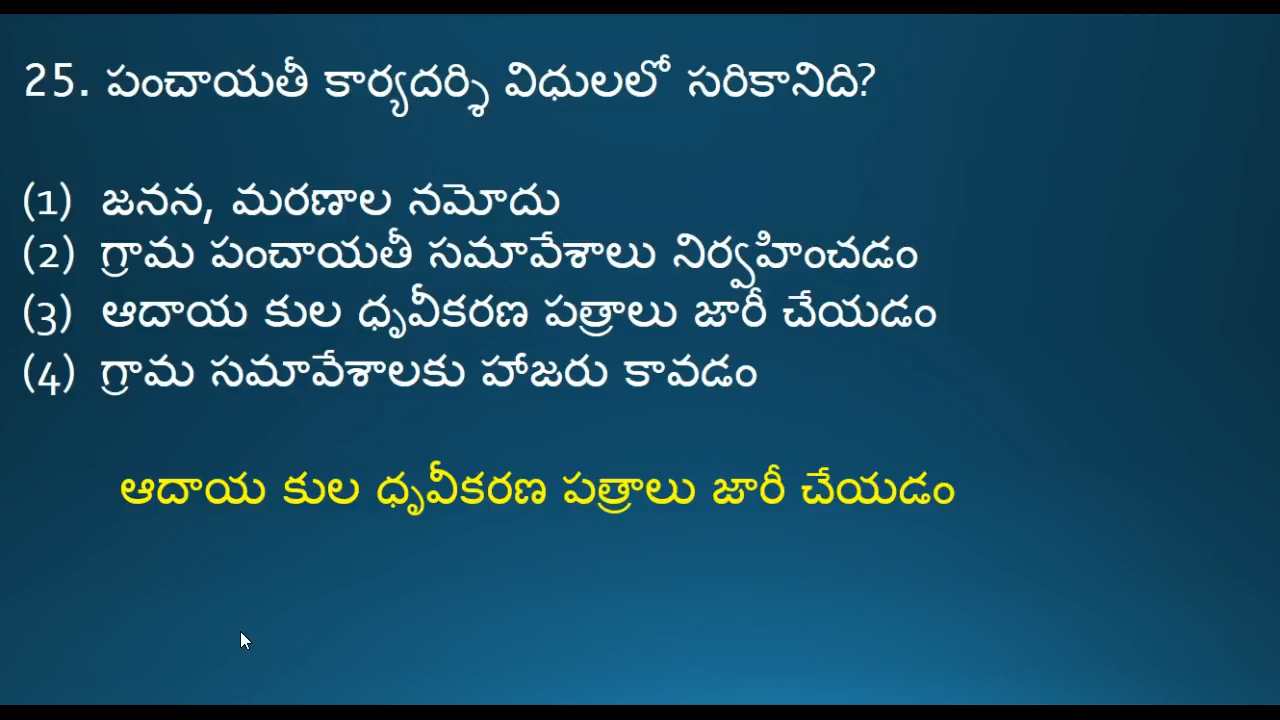 25. పంచాయతీ కార్యదర్శి విధులలో సరికానిది?
(1) జనన, మరణాల నమోదు
(2) గ్రామ పంచాయతీ సమావేశాలు నిర్వహించడం
(3) ఆదాయ కుల ధృవీకరణ పత్రాలు జారీ చేయడం
(4) గ్రామ సమావేశాలకు హాజరు కావడం
ఆదాయ కుల ధృవీకరణ పత్రాలు జారీ చేయడం